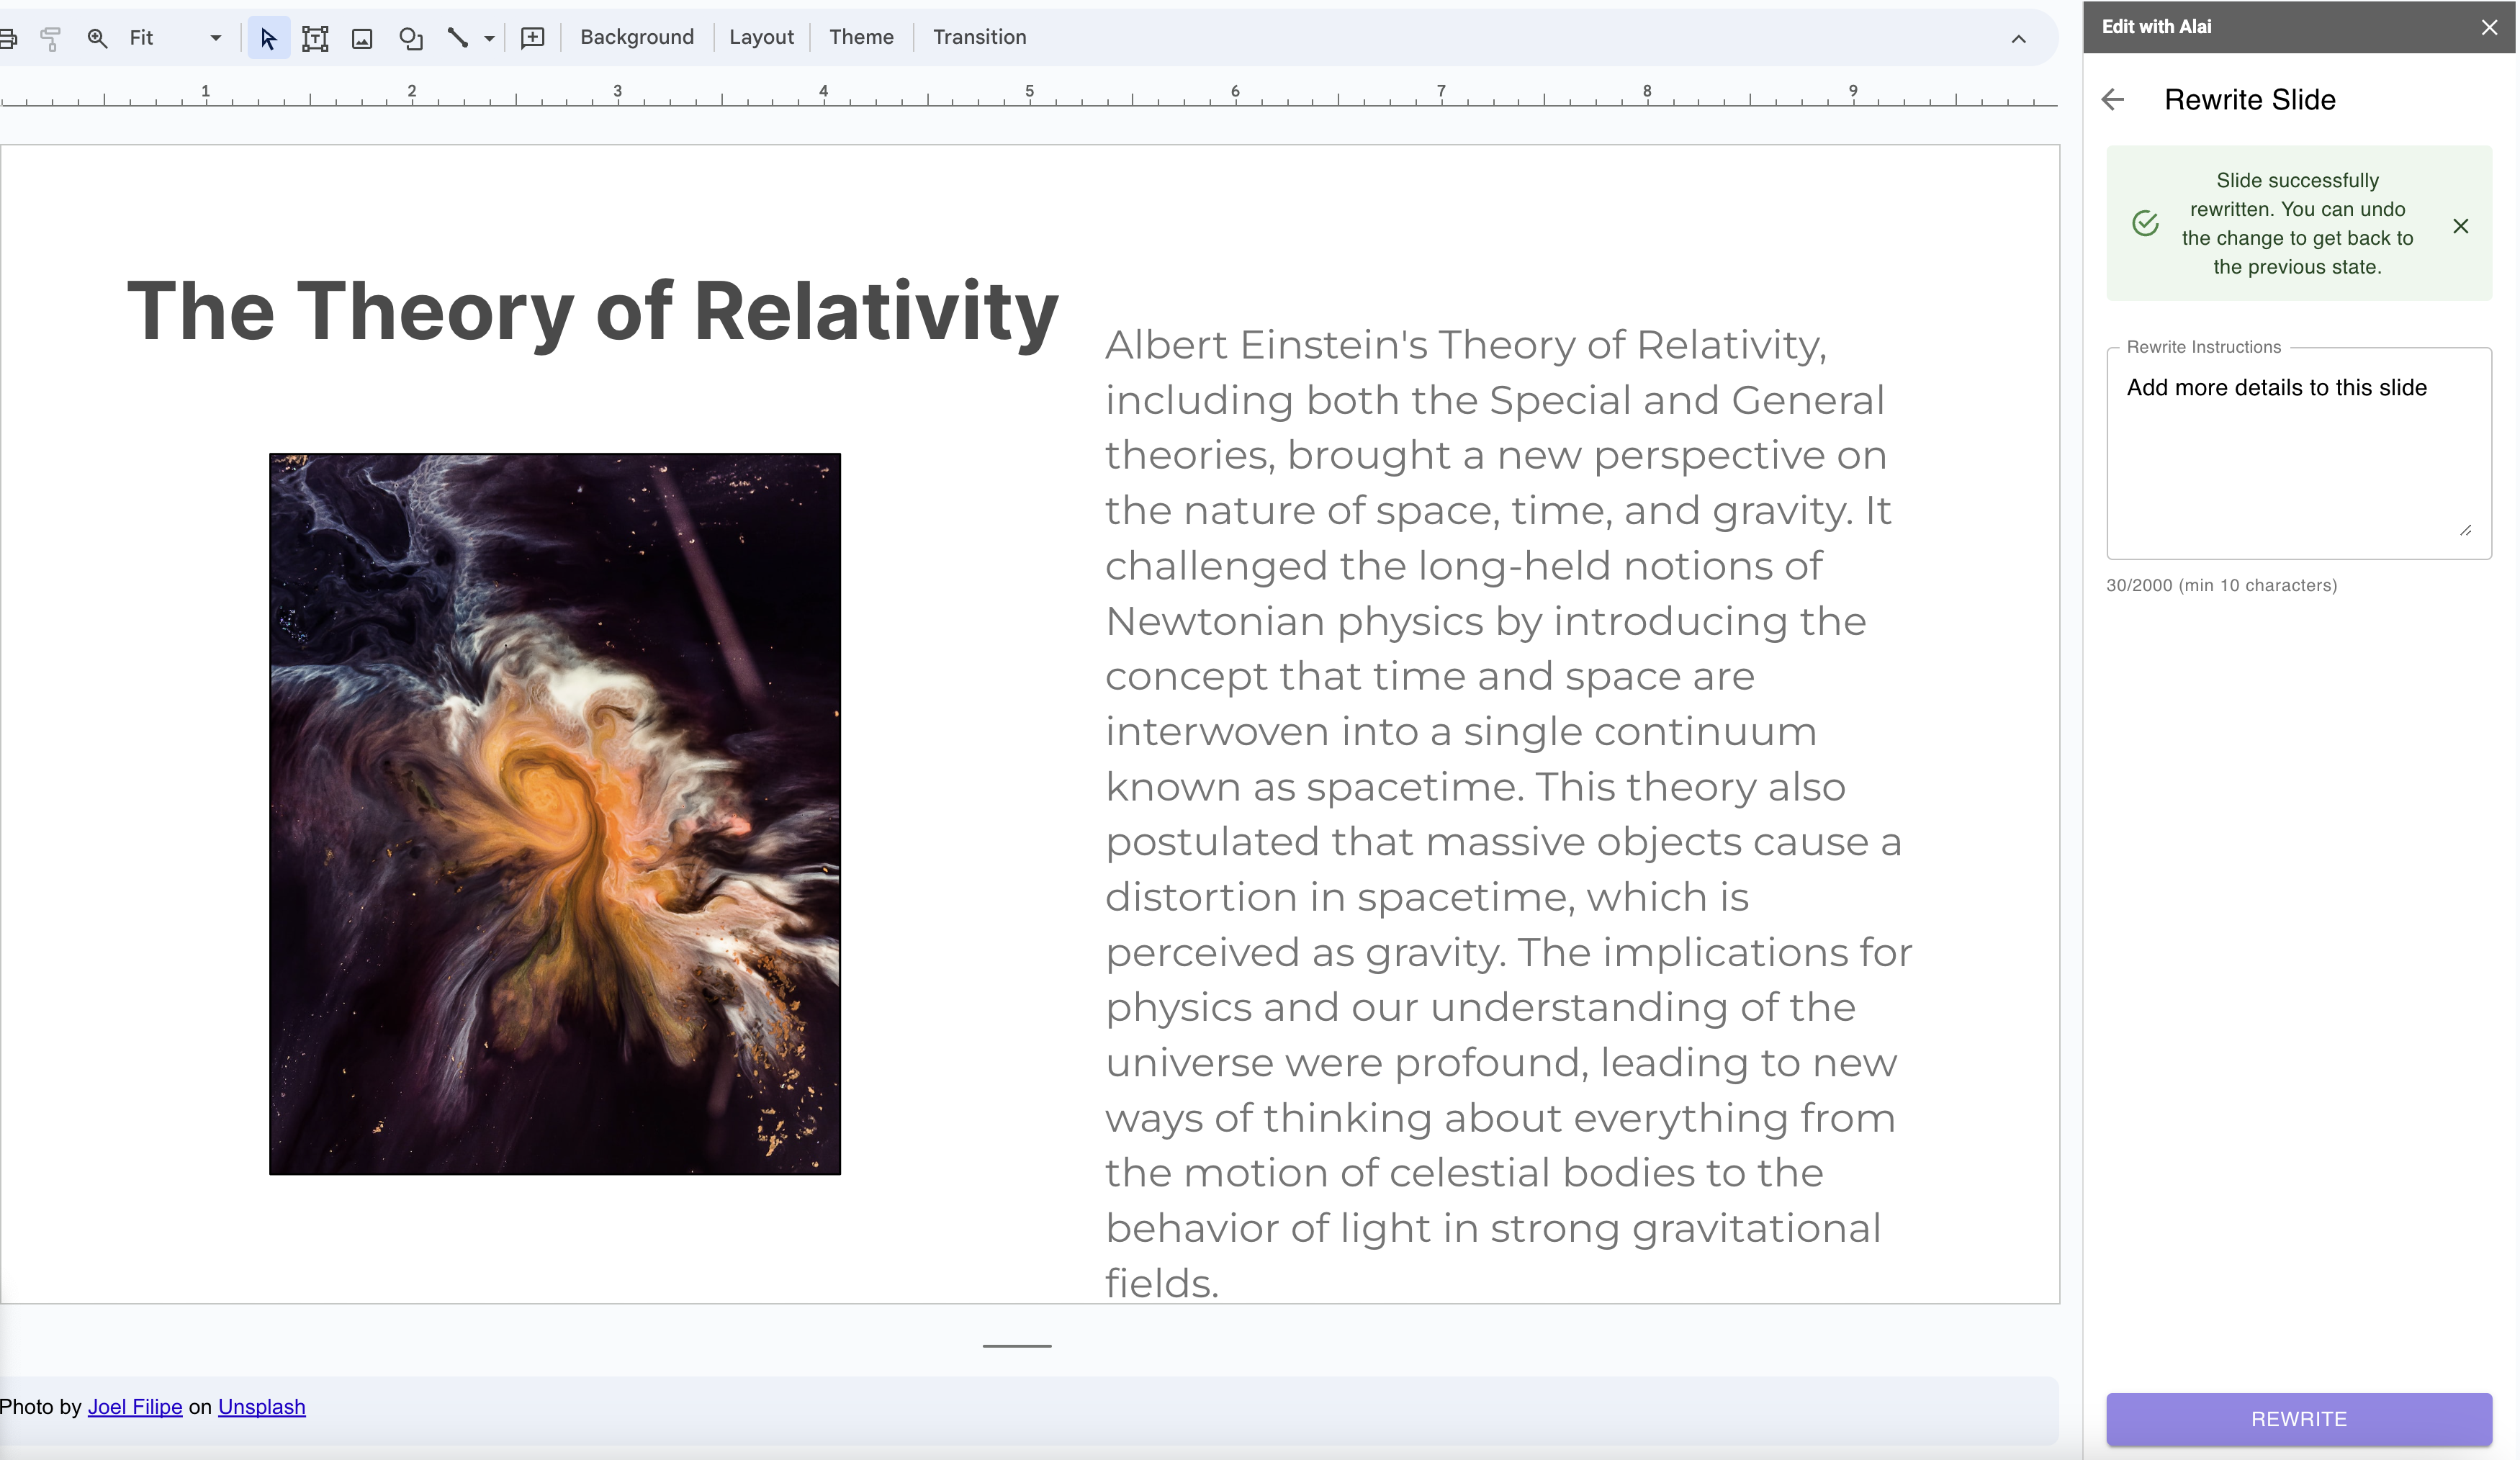 Fit
Background
Layout
Theme
Transition
1 2 3 4 5 6 7 8 9
The Theory of Relativity
Albert Einstein's Theory of Relativity,
including both the Special and General
theories, brought a new perspective on
the nature of space, time, and gravity. It
challenged the long-held notions of
Newtonian physics by introducing the
concept that time and space are
interwoven into a single continuum
known as spacetime. This theory also
postulated that massive objects cause a
distortion in spacetime, which is
perceived as gravity. The implications for
physics and our understanding of the
universe were profound, leading to new
ways of thinking about everything from
the motion of celestial bodies to the
behavior of light in strong gravitational
fields.
Photo by Joel Filipe on Unsplash
Edit with Alai
Rewrite Slide
Slide successfully
rewritten. You can undo
the change to get back to
the previous state.
Rewrite Instructions
Add more details to this slide
30/2000 (min 10 characters)
REWRITE